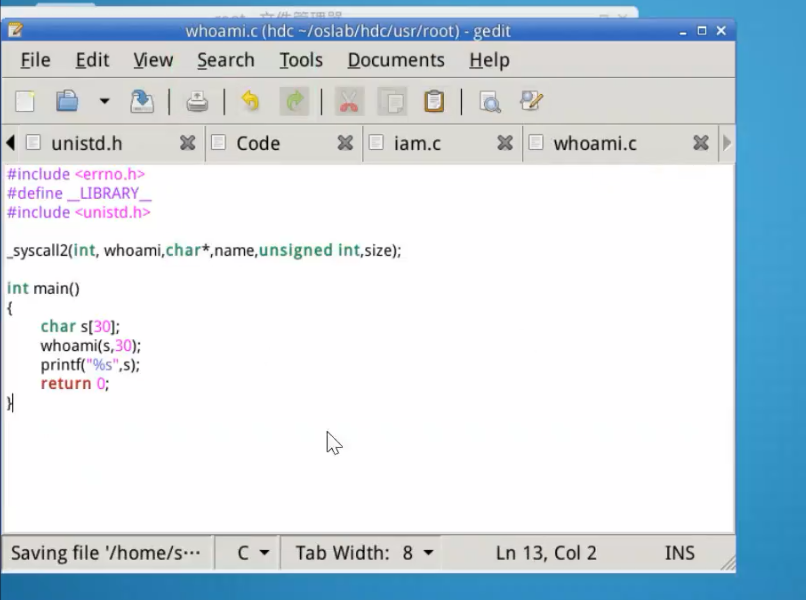 whoami.c (hdc ~/oslab/hdc/usr/root) - gedit
File Edit View Search Tools Documents Help
unistd.h Code iam.c whoami.c
#include <errno.h>
#define __LIBRARY__
#include <unistd.h>
_syscall2(int, whoami,char*,name,unsigned int,size);
int main()
{
char s[30];
whoami(s,30);
printf("%s",s);
return 0;
}
Saving file '/home/s··· C Tab Width: 8 Ln 13, Col 2 INS